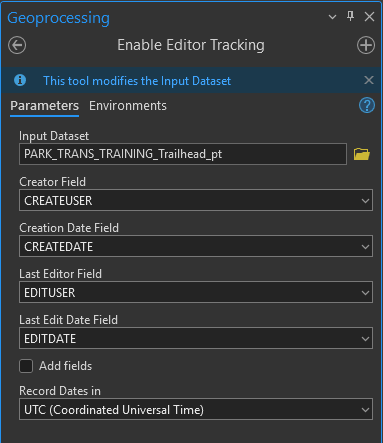 Geoprocessing
Enable Editor Tracking
This tool modifies the Input Dataset
Parameters Environments
Input Dataset
PARK_TRANS_TRAINING_Trailhead_pt
Creator Field
CREATEUSER
Creation Date Field
CREATEDATE
Last Editor Field
EDITUSER
Last Edit Date Field
EDITDATE
Add fields
Record Dates in
UTC (Coordinated Universal Time)